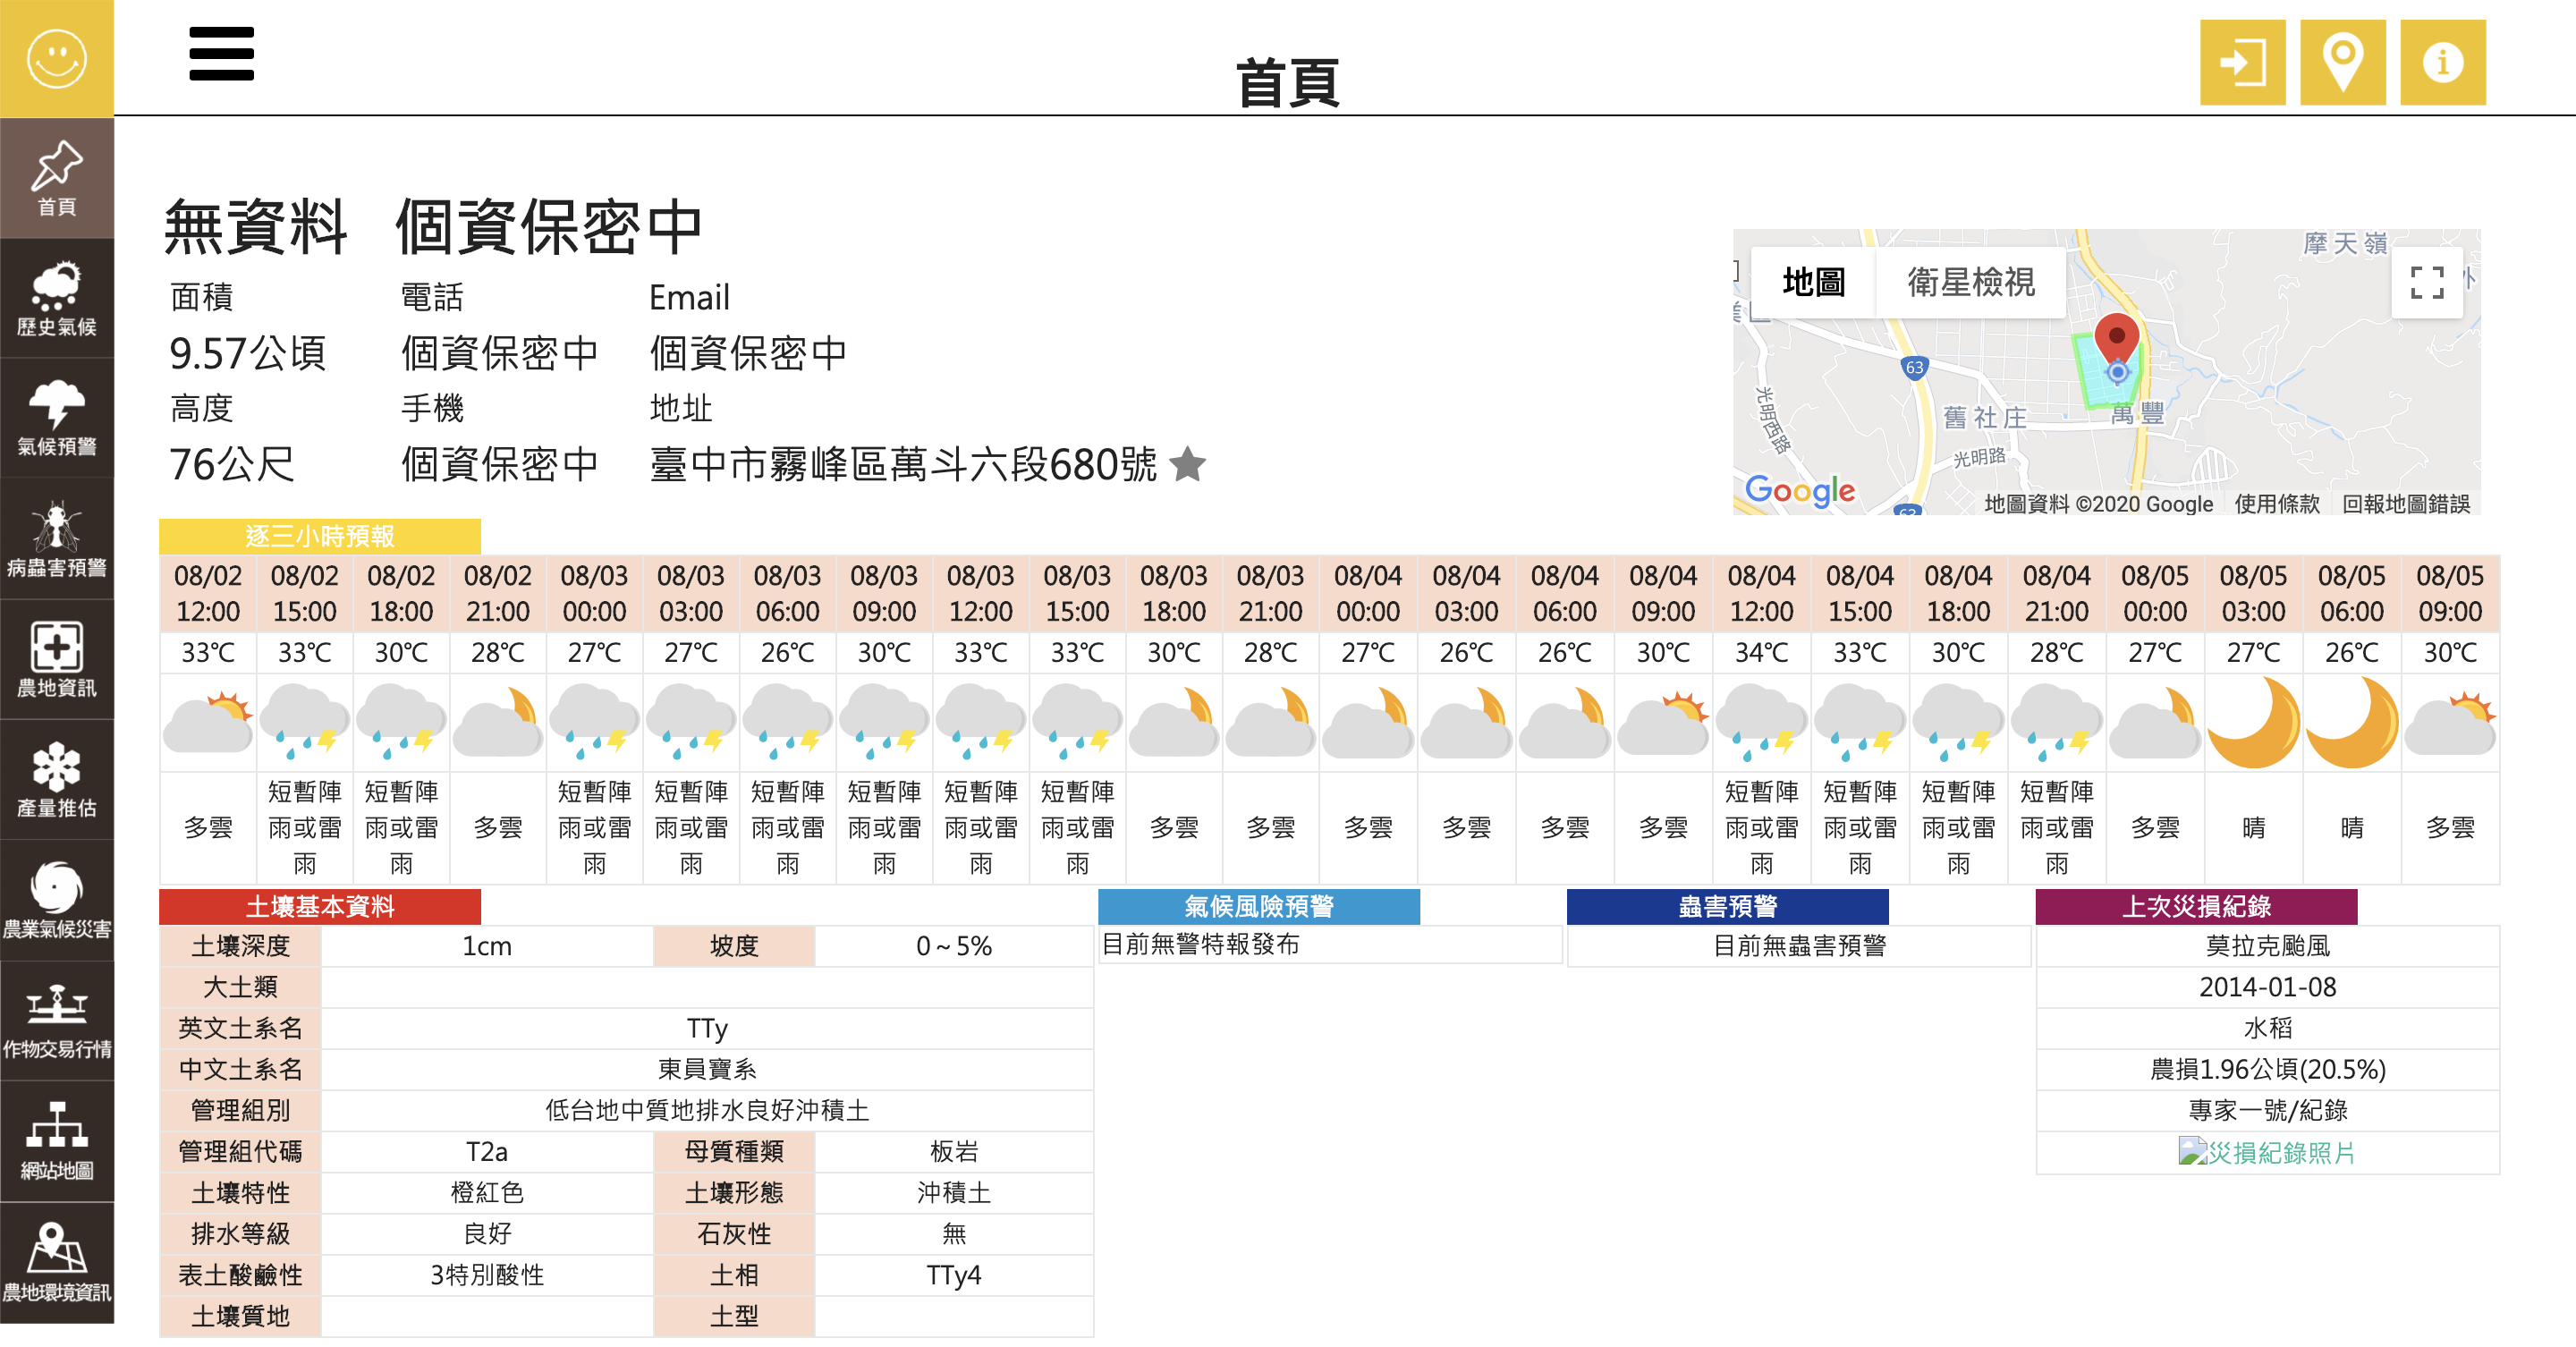 首頁
首頁
歷史氣候
氣候預警
病蟲害預警
農地資訊
產量推估
農業氣候災害
作物交易行情
網站地圖
農地環境資訊
無資料 個資保密中
面積 電話 Email
9.57公頃 個資保密中 個資保密中
高度 手機 地址
76公尺 個資保密中 臺中市霧峰區萬斗六段680號
地圖 衛星檢視
摩天嶺
外
63
舊社庄
萬豐
光明西路
光明路
63
Google
地圖資料 ©2020 Google 使用條款 回報地圖錯誤
逐三小時預報
08/02 08/02 08/02 08/02 08/03 08/03 08/03 08/03 08/03 08/03 08/03 08/03 08/04 08/04 08/04 08/04 08/04 08/04 08/04 08/04 08/05 08/05 08/05 08/05
12:00 15:00 18:00 21:00 00:00 03:00 06:00 09:00 12:00 15:00 18:00 21:00 00:00 03:00 06:00 09:00 12:00 15:00 18:00 21:00 00:00 03:00 06:00 09:00
33℃ 33℃ 30℃ 28℃ 27℃ 27℃ 26℃ 30℃ 33℃ 33℃ 30℃ 28℃ 27℃ 26℃ 26℃ 30℃ 34℃ 33℃ 30℃ 28℃ 27℃ 27℃ 26℃ 30℃
短暫陣 短暫陣 短暫陣 短暫陣 短暫陣 短暫陣 短暫陣 短暫陣 短暫陣 短暫陣 短暫陣 短暫陣
多雲 雨或雷 雨或雷 多雲 雨或雷 雨或雷 雨或雷 雨或雷 雨或雷 雨或雷 多雲 多雲 多雲 多雲 多雲 多雲 雨或雷 雨或雷 雨或雷 雨或雷 多雲 晴 晴 多雲
雨 雨 雨 雨 雨 雨 雨 雨 雨 雨 雨 雨
土壤基本資料
土壤深度 1cm 坡度 0～5%
大土類
英文土系名 TTy
中文土系名 東員寶系
管理組別 低台地中質地排水良好沖積土
管理組代碼 T2a 母質種類 板岩
土壤特性 橙紅色 土壤形態 沖積土
排水等級 良好 石灰性 無
表土酸鹼性 3特別酸性 土相 TTy4
土壤質地 土型
氣候風險預警
目前無警特報發布
蟲害預警
目前無蟲害預警
上次災損紀錄
莫拉克颱風
2014-01-08
水稻
農損1.96公頃(20.5%)
專家一號/紀錄
災損紀錄照片